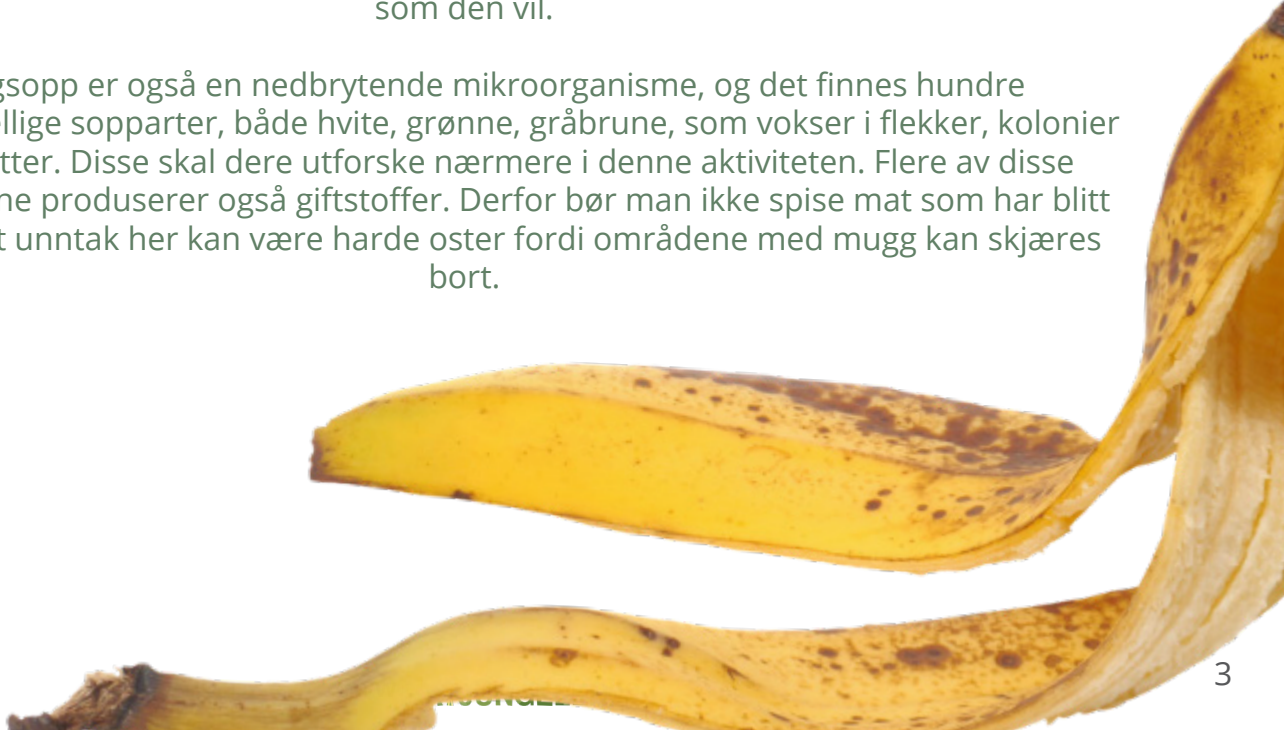 som den vil.
gsopp er også en nedbrytende mikroorganisme, og det finnes hundre
llige sopparter, både hvite, grønne, gråbrune, som vokser i flekker, kolonier
tter. Disse skal dere utforske nærmere i denne aktiviteten. Flere av disse
ne produserer også giftstoffer. Derfor bør man ikke spise mat som har blitt
t unntak her kan være harde oster fordi områdene med mugg kan skjæres
bort.
3